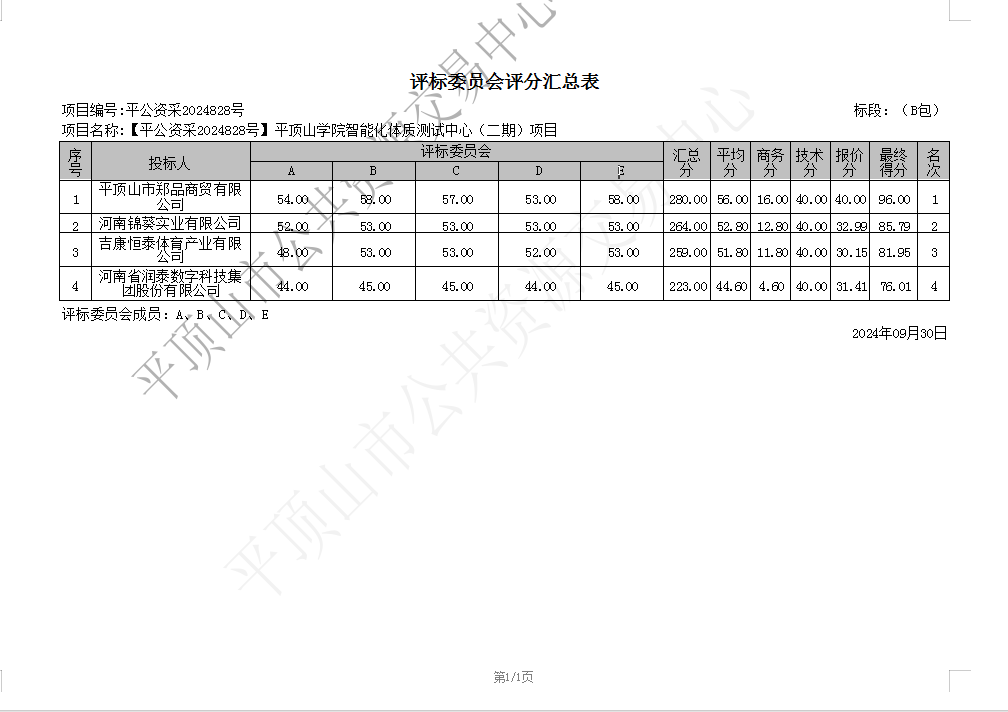 评标委员会评分汇总表
项目编号:平公资采2024828号 标段：（B包）
项目名称:【平公资采2024828号】平顶山学院智能化体质测试中心（二期）项目
序号 投标人 评标委员会 汇总分 平均分 商务分 技术分 报价分 最终得分 名次
A B C D E
1 平顶山市郑品商贸有限公司 54.00 58.00 57.00 53.00 58.00 280.00 56.00 16.00 40.00 40.00 96.00 1
2 河南锦葵实业有限公司 52.00 53.00 53.00 53.00 53.00 264.00 52.80 12.80 40.00 32.99 85.79 2
3 吉康恒泰体育产业有限公司 48.00 53.00 53.00 52.00 53.00 259.00 51.80 11.80 40.00 30.15 81.95 3
4 河南省润泰数字科技集团股份有限公司 44.00 45.00 45.00 44.00 45.00 223.00 44.60 4.60 40.00 31.41 76.01 4
评标委员会成员：A、B、C、D、E
2024年09月30日
平顶山市公共资源交易中心
平顶山市公共资源交易中心
第1/1页